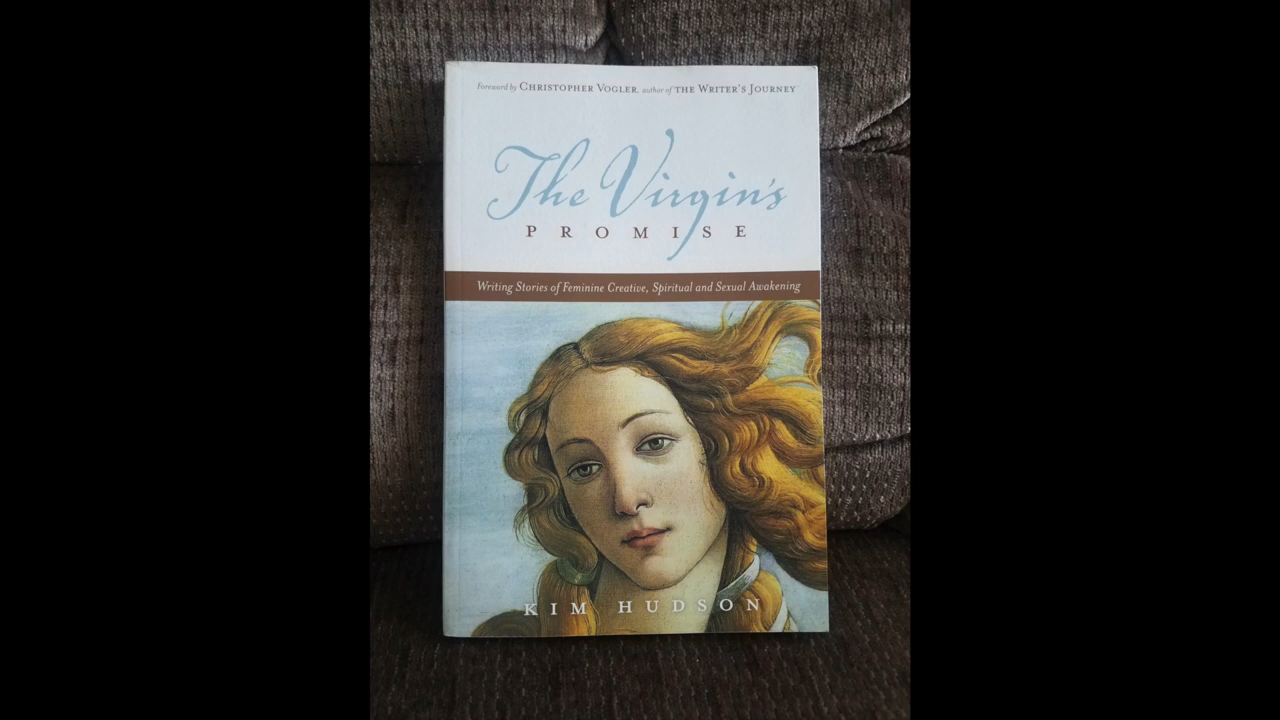 Foreword by CHRISTOPHER VOGLER, author of THE WRITER'S JOURNEY
The Virgin's
PROMISE
Writing Stories of Feminine Creative, Spiritual and Sexual Awakening
KIM HUDSON